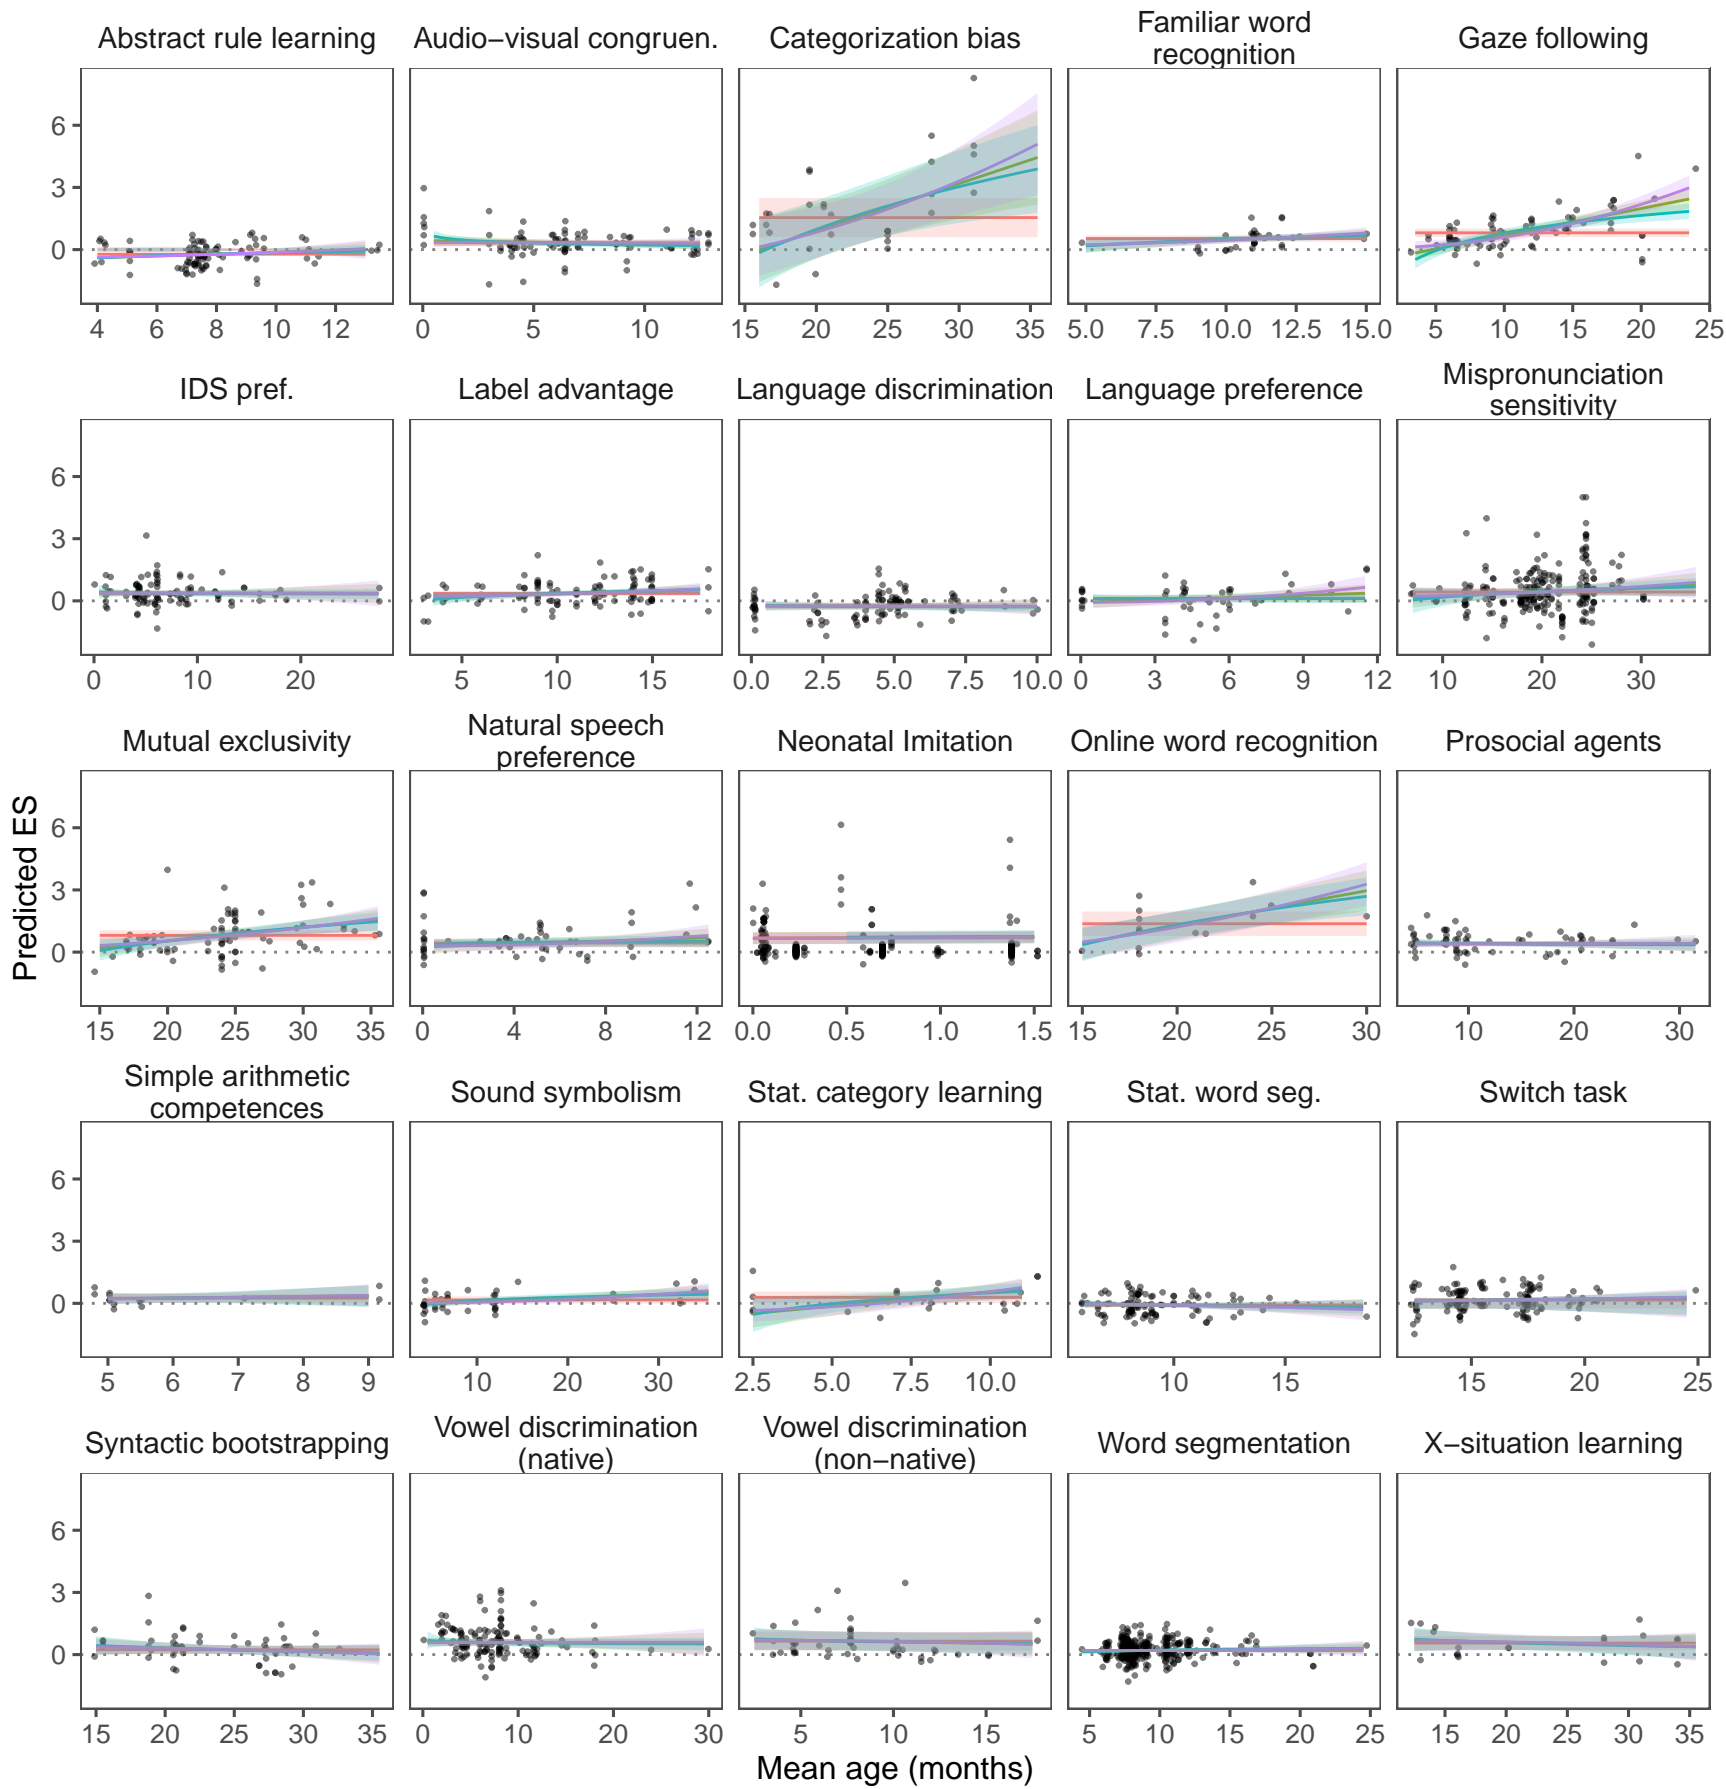 Abstract rule learning
Audio−visual congruen.
Categorization bias
Familiar word
recognition
Gaze following
6
3
0
4 6 8 10 12
0 5 10
15 20 25 30 35
5.0 7.5 10.0 12.5 15.0
5 10 15 20 25
IDS pref.
Label advantage
Language discrimination
Language preference
Mispronunciation
sensitivity
6
3
0
0 10 20
5 10 15
0.0 2.5 5.0 7.5 10.0
0 3 6 9 12
10 20 30
Mutual exclusivity
Natural speech
preference
Neonatal Imitation
Online word recognition
Prosocial agents
Predicted ES
6
3
0
15 20 25 30 35
0 4 8 12
0.0 0.5 1.0 1.5
15 20 25 30
10 20 30
Simple arithmetic
competences
Sound symbolism
Stat. category learning
Stat. word seg.
Switch task
6
3
0
5 6 7 8 9
10 20 30
2.5 5.0 7.5 10.0
10 15
15 20 25
Syntactic bootstrapping
Vowel discrimination
(native)
Vowel discrimination
(non−native)
Word segmentation
X−situation learning
6
3
0
15 20 25 30 35
0 10 20 30
5 10 15
5 10 15 20 25
15 20 25 30 35
Mean age (months)